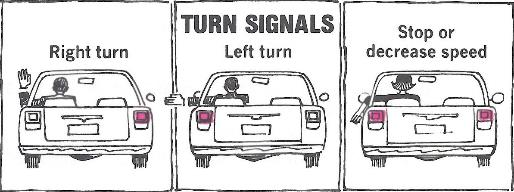 TURN SIGNALS
Right turn
Left turn
Stop or
decrease speed